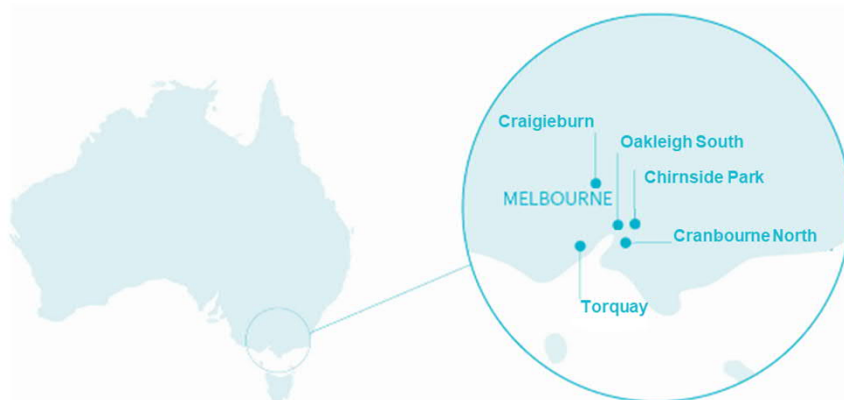 Craigieburn
Oakleigh South
Chirnside Park
MELBOURNE
Cranbourne North
Torquay